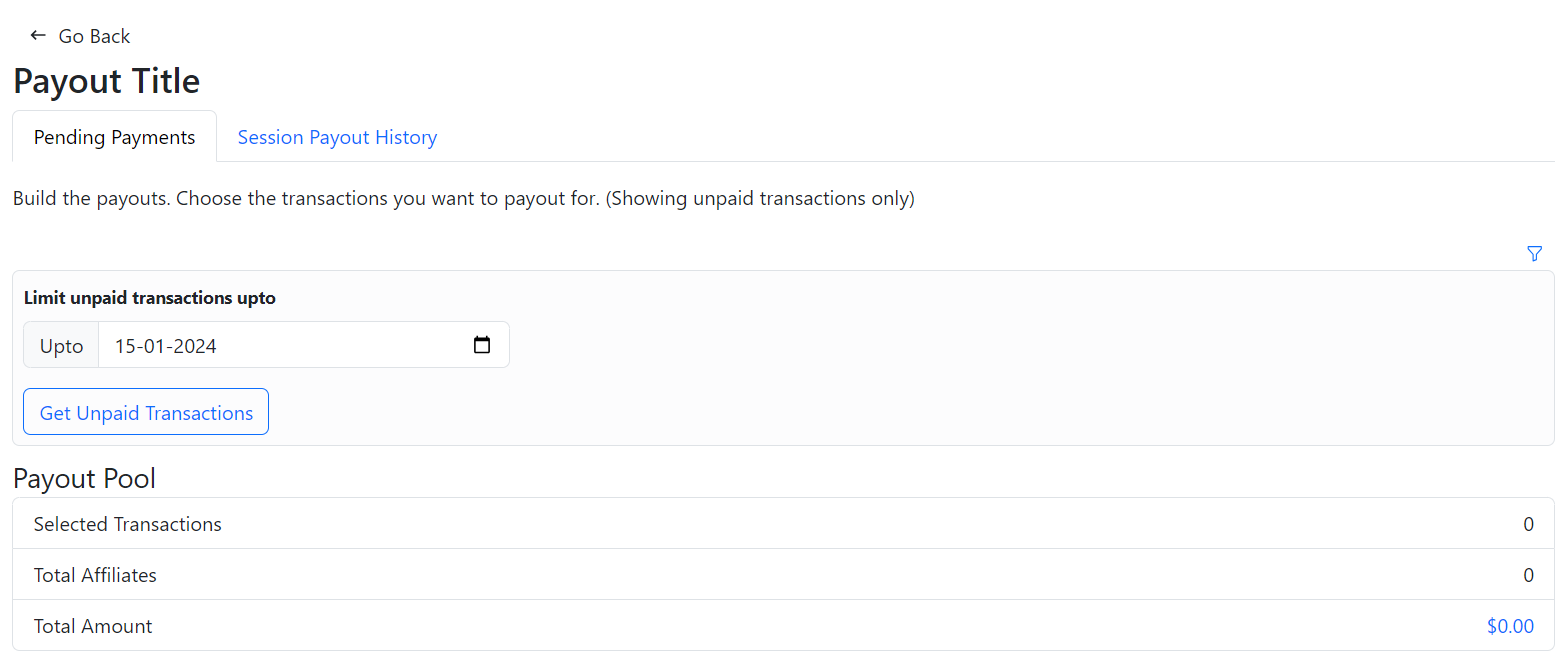 ← Go Back
Payout Title
Pending Payments Session Payout History
Build the payouts. Choose the transactions you want to payout for. (Showing unpaid transactions only)
Limit unpaid transactions upto
Upto 15-01-2024
Get Unpaid Transactions
Payout Pool
Selected Transactions 0
Total Affiliates 0
Total Amount $0.00